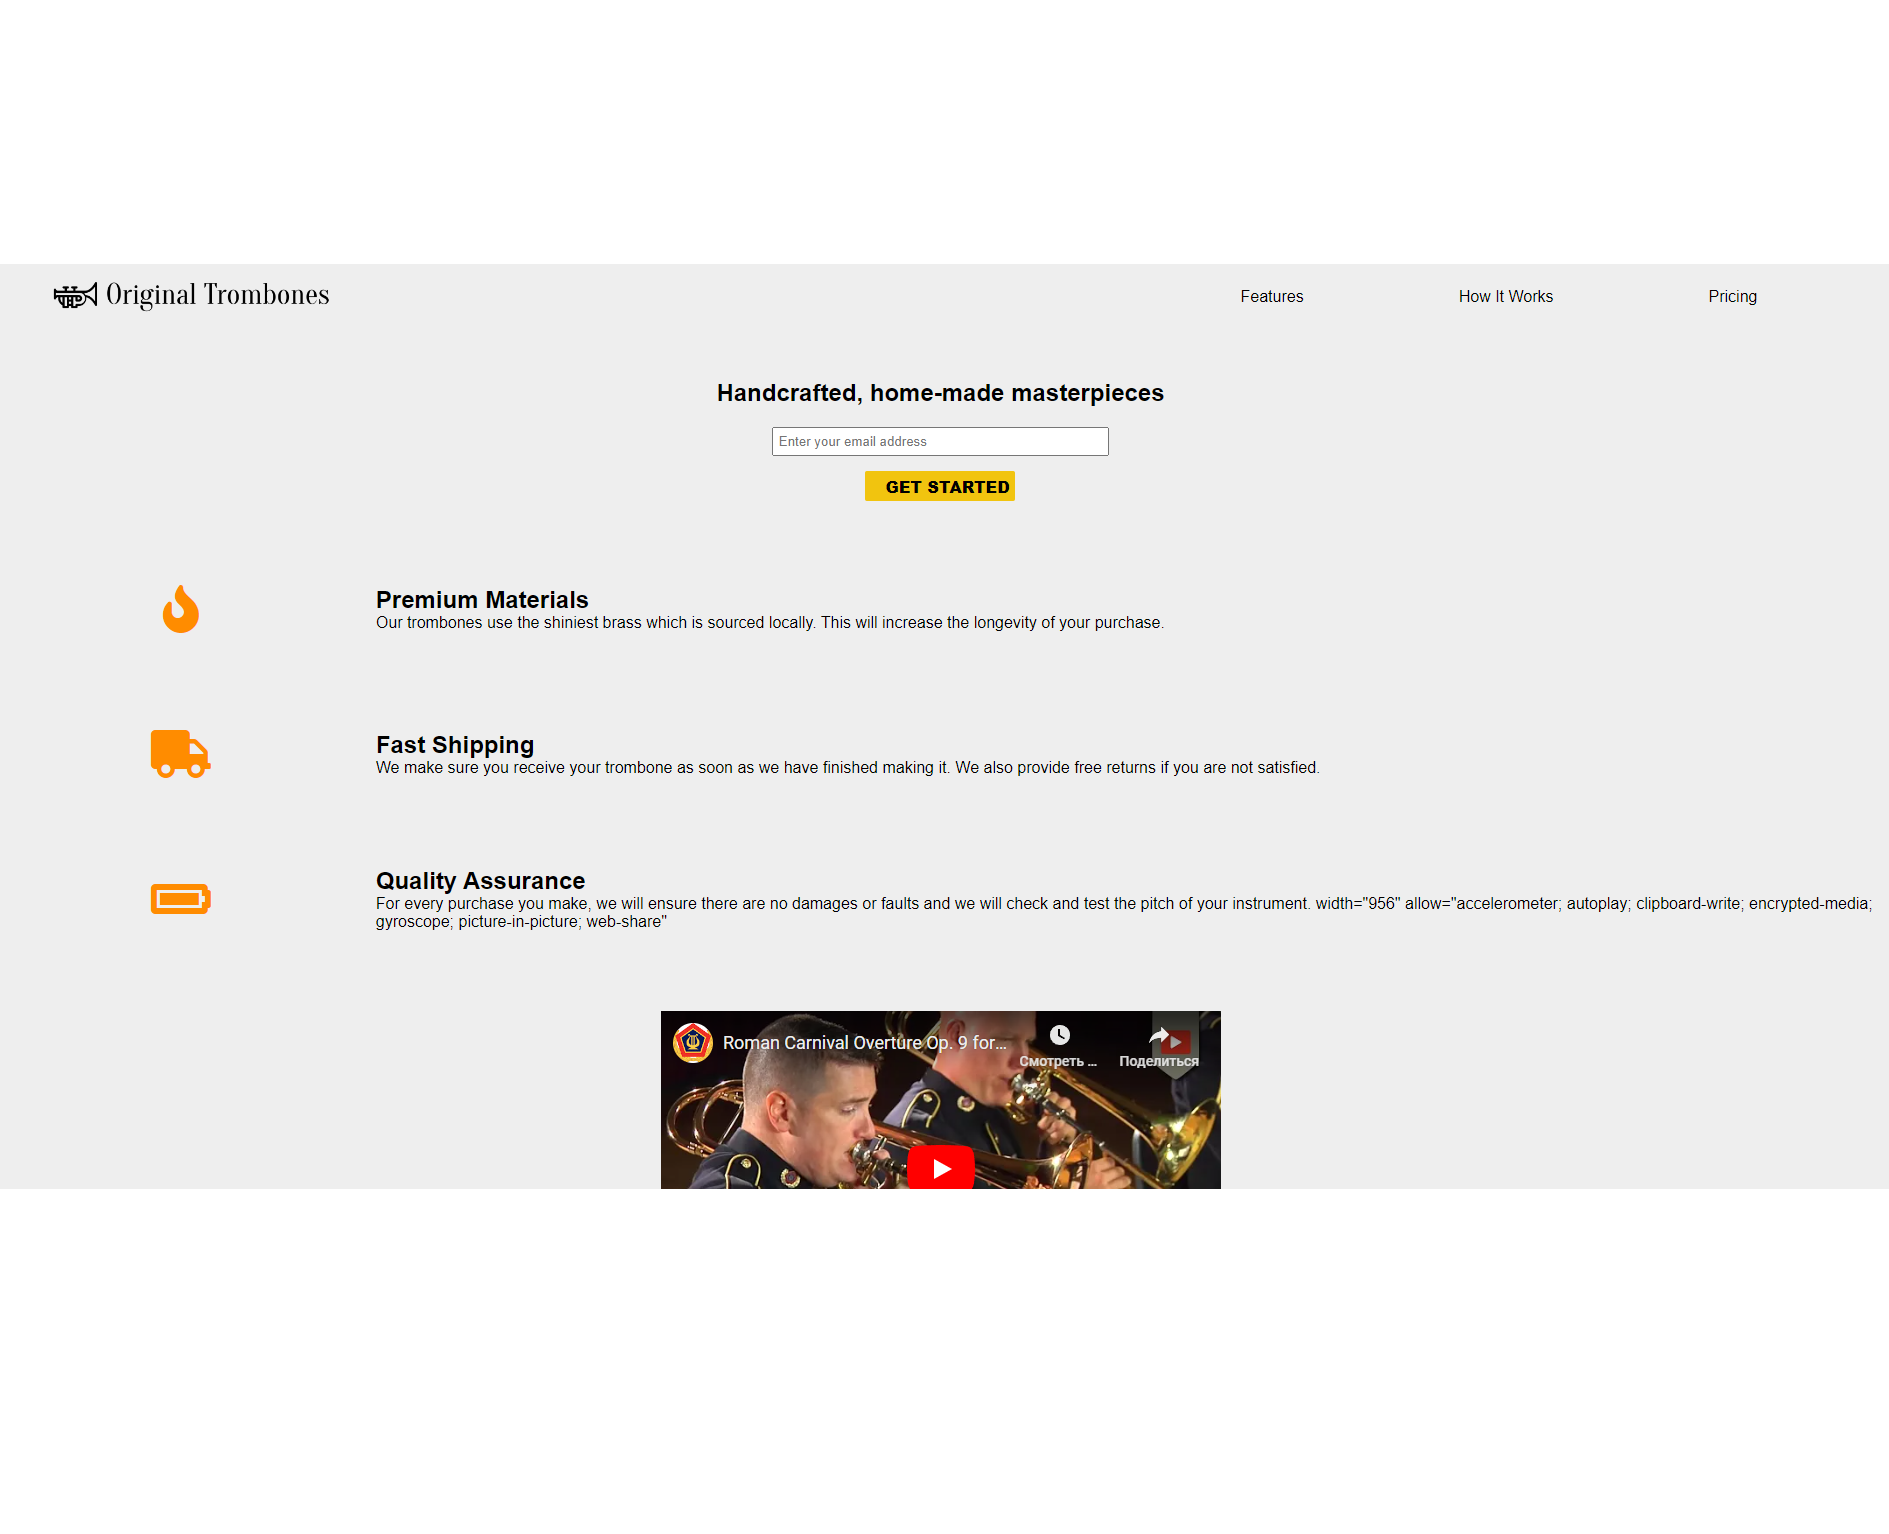 Original Trombones
Features
How It Works
Pricing
Handcrafted, home-made masterpieces
Enter your email address
GET STARTED
Premium Materials
Our trombones use the shiniest brass which is sourced locally. This will increase the longevity of your purchase.
Fast Shipping
We make sure you receive your trombone as soon as we have finished making it. We also provide free returns if you are not satisfied.
Quality Assurance
For every purchase you make, we will ensure there are no damages or faults and we will check and test the pitch of your instrument. width="956" allow="accelerometer; autoplay; clipboard-write; encrypted-media;
gyroscope; picture-in-picture; web-share"
Roman Carnival Overture Op. 9 for...
Смотреть ...
Поделиться